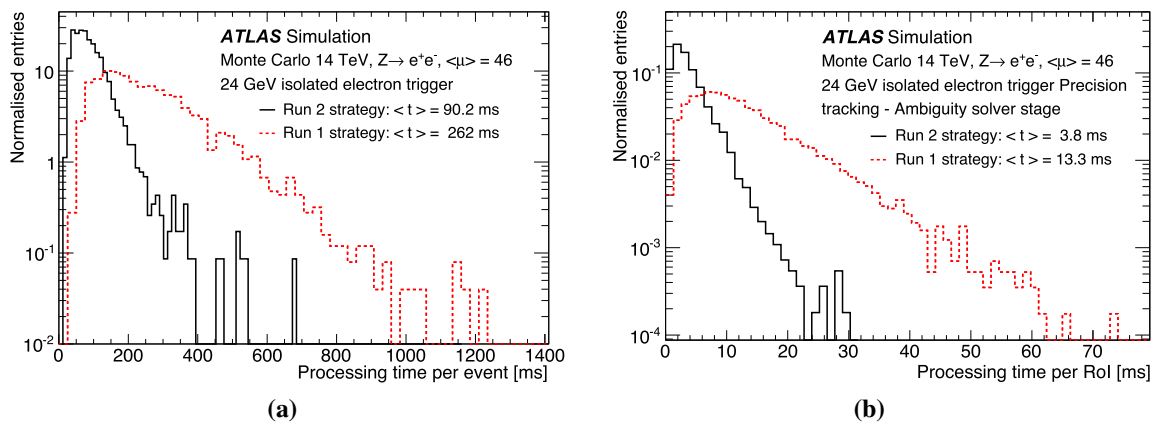 Normalised entries
10
1
10-1
10-2
ATLAS Simulation
Monte Carlo 14 TeV, Z→ e+e-, <μ> = 46
24 GeV isolated electron trigger
Run 2 strategy: < t > = 90.2 ms
Run 1 strategy: < t > = 262 ms
0 200 400 600 800 1000 1200 1400
Processing time per event [ms]
(a)
Normalised entries
10-1
10-2
10-3
10-4
ATLAS Simulation
Monte Carlo 14 TeV, Z→ e+e-, <μ> = 46
24 GeV isolated electron trigger Precision
tracking - Ambiguity solver stage
Run 2 strategy: < t > = 3.8 ms
Run 1 strategy: < t > = 13.3 ms
0 10 20 30 40 50 60 70
Processing time per RoI [ms]
(b)